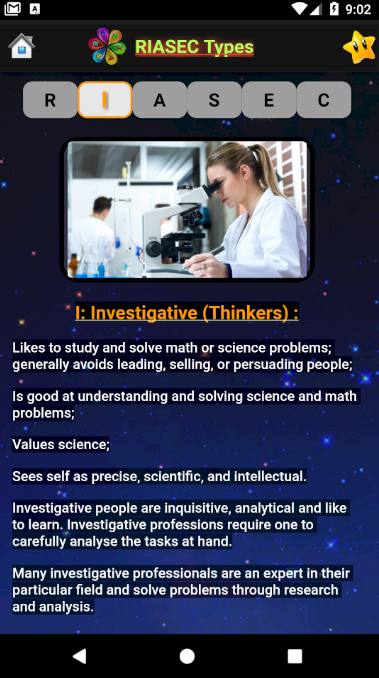 9:02
RIASEC Types
R I A S E C
I: Investigative (Thinkers) :
Likes to study and solve math or science problems;
generally avoids leading, selling, or persuading people;
Is good at understanding and solving science and math
problems;
Values science;
Sees self as precise, scientific, and intellectual.
Investigative people are inquisitive, analytical and like
to learn. Investigative professions require one to
carefully analyse the tasks at hand.
Many investigative professionals are an expert in their
particular field and solve problems through research
and analysis.